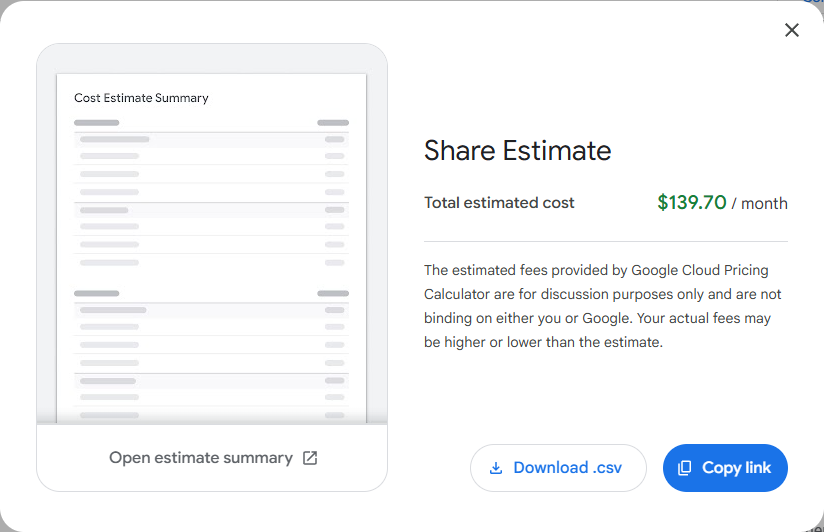 Cost Estimate Summary
Open estimate summary
Share Estimate
Total estimated cost $139.70 / month
The estimated fees provided by Google Cloud Pricing
Calculator are for discussion purposes only and are not
binding on either you or Google. Your actual fees may
be higher or lower than the estimate.
Download .csv
Copy link